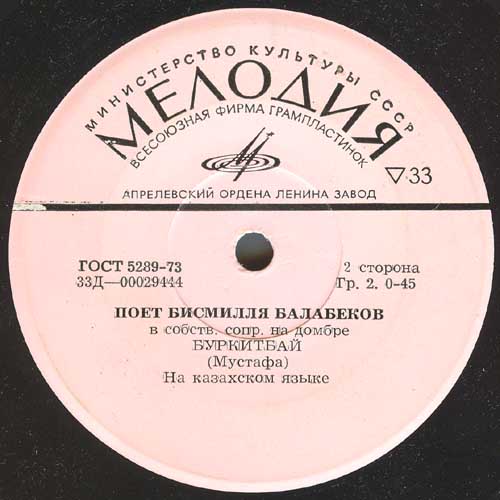 МИНИСТЕРСТВО КУЛЬТУРЫ СССР
МЕЛОДИЯ
ВСЕСОЮЗНАЯ ФИРМА ГРАМПЛАСТИНОК
▽33
АПРЕЛЕВСКИЙ ОРДЕНА ЛЕНИНА ЗАВОД
ГОСТ 5289-73
2 сторона
33Д—00029444
Гр. 2. 0-45
ПОЕТ БИСМИЛЛЯ БАЛАБЕКОВ
в собств. сопр. на домбре
БУРКИТБАЙ
(Мустафа)
На казахском языке